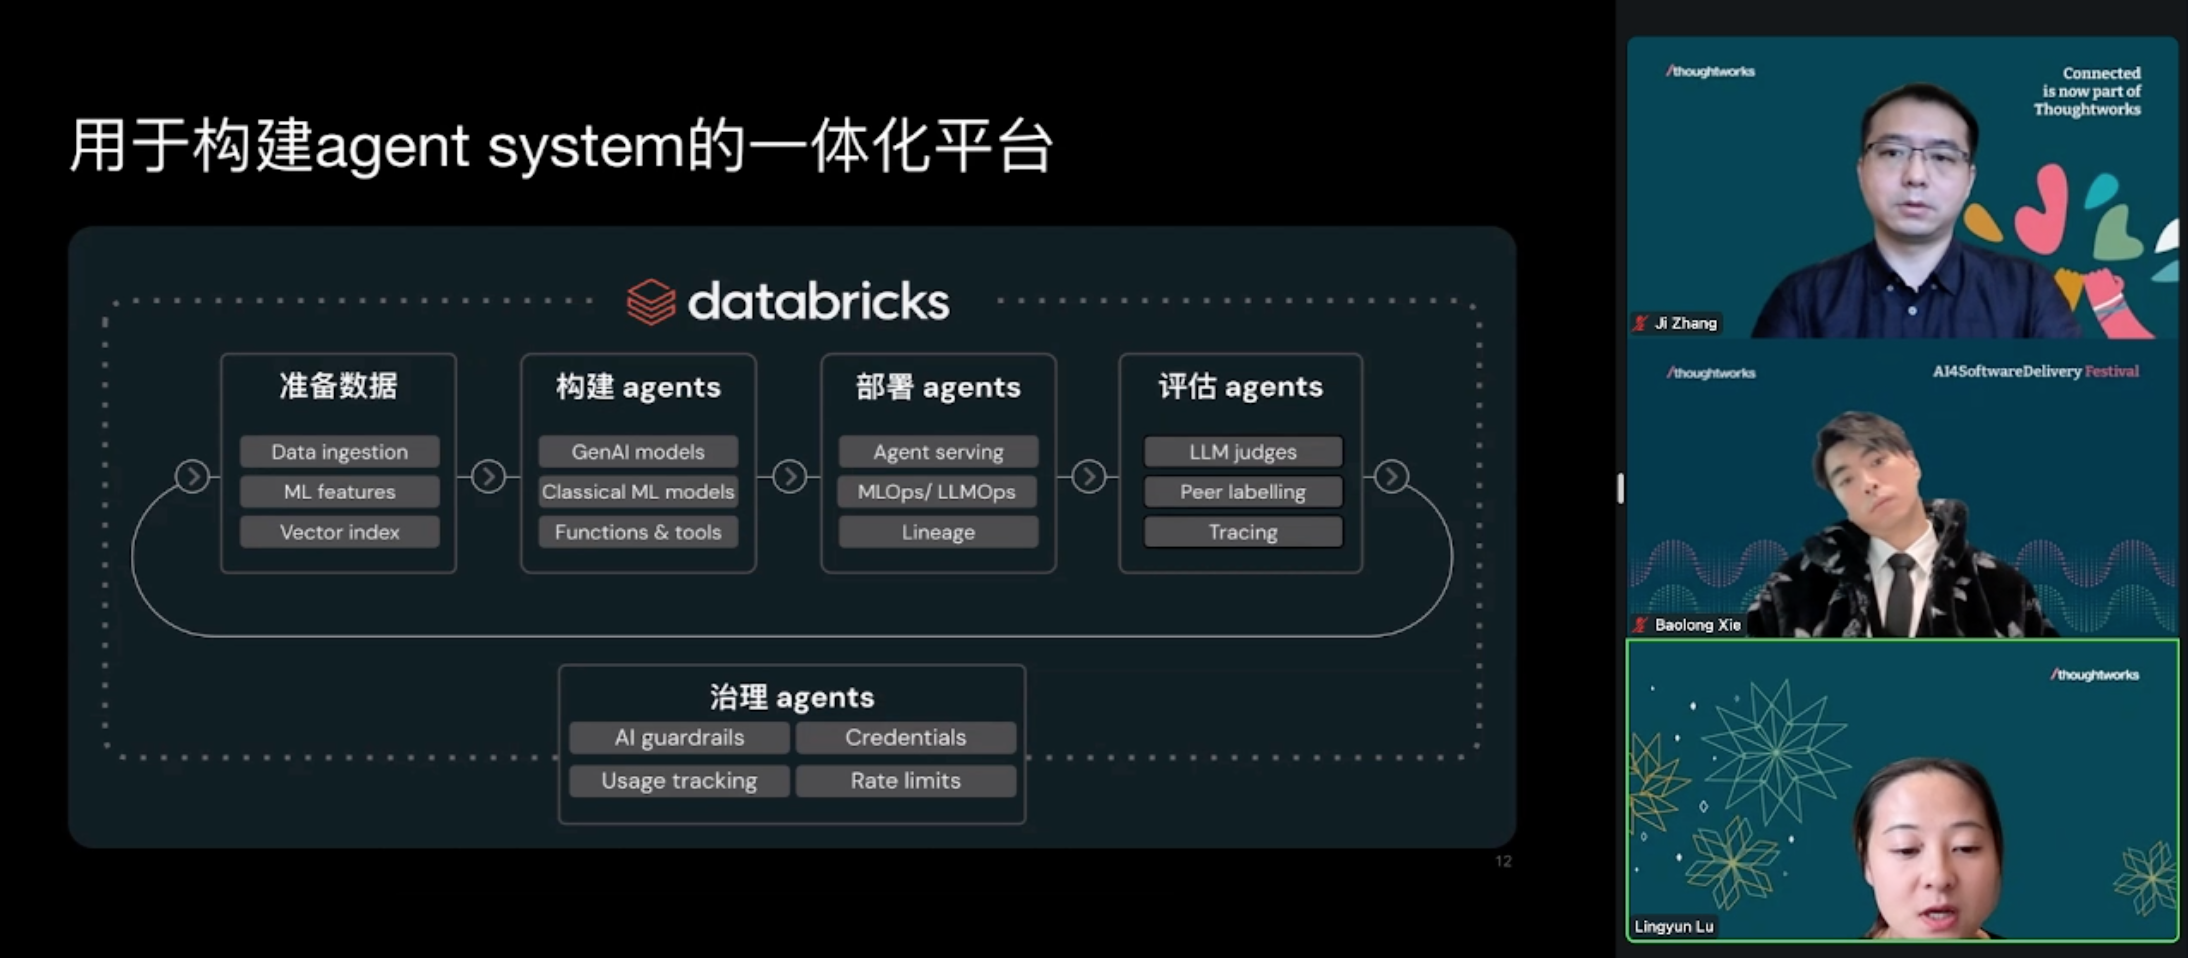 用于构建agent system的一体化平台
databricks
准备数据
Data ingestion
ML features
Vector index
构建 agents
GenAI models
Classical ML models
Functions & tools
部署 agents
Agent serving
MLOps/ LLMOps
Lineage
评估 agents
LLM judges
Peer labelling
Tracing
治理 agents
AI guardrails
Credentials
Usage tracking
Rate limits
12
/thoughtworks
Connected
is now part of
Thoughtworks
Ji Zhang
/thoughtworks
AI4SoftwareDelivery Festival
Baolong Xie
/thoughtworks
Lingyun Lu